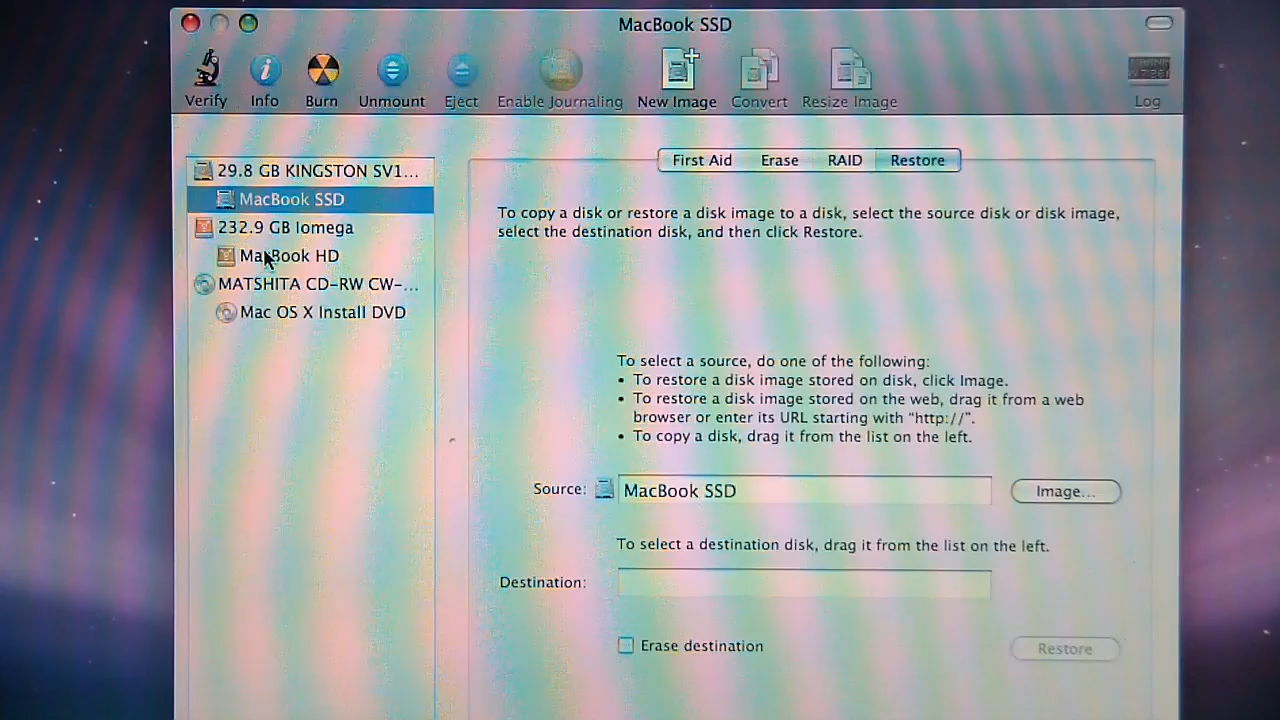 MacBook SSD
Verify
Info
Burn
Unmount
Eject
Enable Journaling
New Image
Convert
Resize Image
Log
29.8 GB KINGSTON SV1...
MacBook SSD
232.9 GB Iomega
MacBook HD
MATSHITA CD-RW CW-...
Mac OS X Install DVD
First Aid
Erase
RAID
Restore
To copy a disk or restore a disk image to a disk, select the source disk or disk image,
select the destination disk, and then click Restore.
To select a source, do one of the following:
• To restore a disk image stored on disk, click Image.
• To restore a disk image stored on the web, drag it from a web
browser or enter its URL starting with "http://".
• To copy a disk, drag it from the list on the left.
Source: MacBook SSD
Image...
To select a destination disk, drag it from the list on the left.
Destination:
Erase destination
Restore